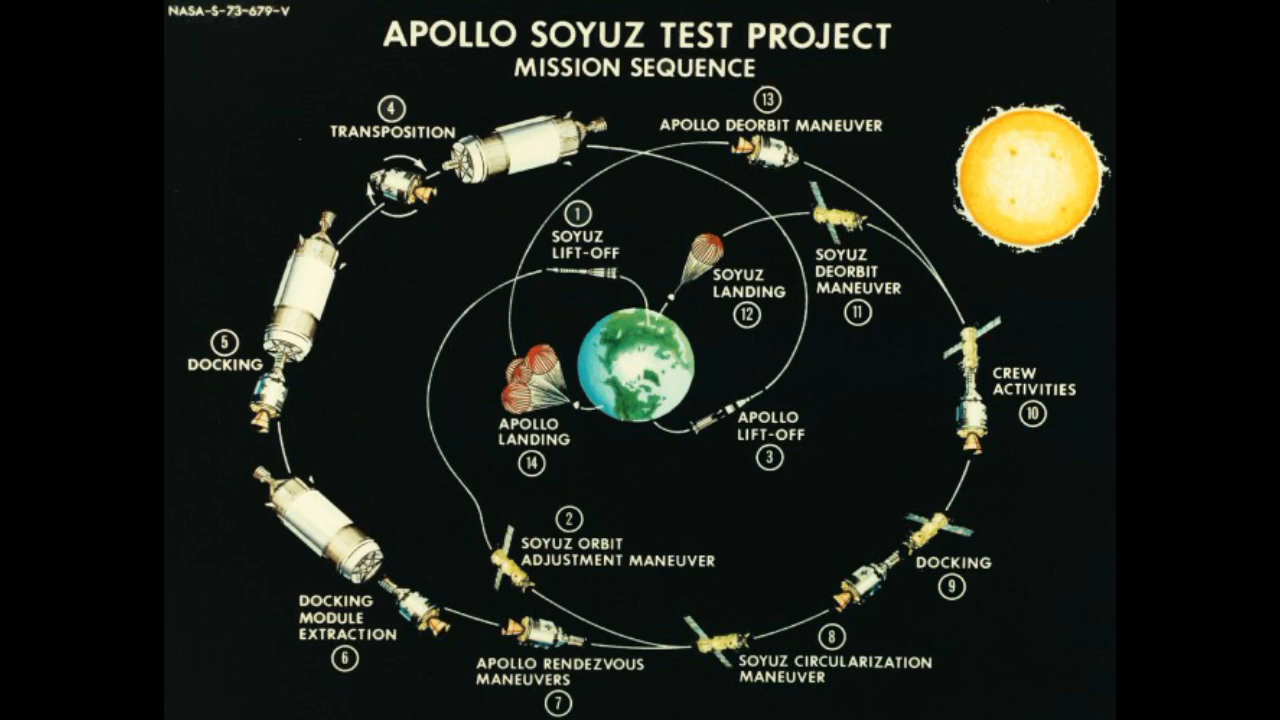 NASA-S-73-679-V
APOLLO SOYUZ TEST PROJECT
MISSION SEQUENCE
13
APOLLO DEORBIT MANEUVER
4
TRANSPOSITION
1
SOYUZ
LIFT-OFF
SOYUZ
LANDING
12
SOYUZ
DEORBIT
MANEUVER
11
5
DOCKING
CREW
ACTIVITIES
10
APOLLO
LANDING
14
APOLLO
LIFT-OFF
3
2
SOYUZ ORBIT
ADJUSTMENT MANEUVER
DOCKING
9
DOCKING
MODULE
EXTRACTION
6
APOLLO RENDEZVOUS
MANEUVERS
7
8
SOYUZ CIRCULARIZATION
MANEUVER